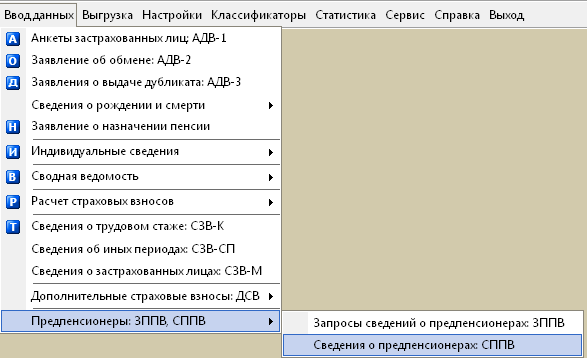 Ввод данных Выгрузка Настройки Классификаторы Статистика Сервис Справка Выход
А Анкеты застрахованных лиц: АДВ-1
О Заявление об обмене: АДВ-2
Д Заявления о выдаче дубликата: АДВ-3
Сведения о рождении и смерти
Н Заявление о назначении пенсии
И Индивидуальные сведения
В Сводная ведомость
Р Расчет страховых взносов
Т Сведения о трудовом стаже: СЗВ-К
Сведения об иных периодах: СЗВ-СП
Сведения о застрахованных лицах: СЗВ-М
Дополнительные страховые взносы: ДСВ
Предпенсионеры: ЗППВ, СППВ
Запросы сведений о предпенсионерах: ЗППВ
Сведения о предпенсионерах: СППВ